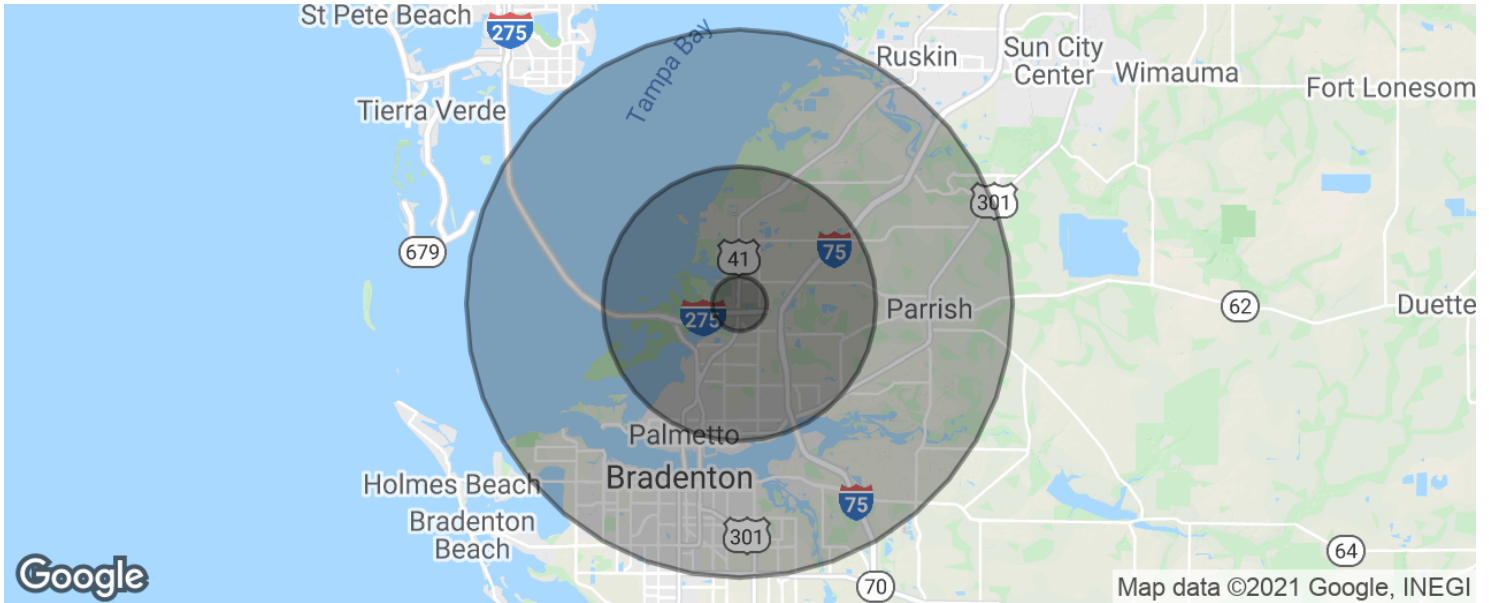 St Pete Beach
275
Tampa Bay
Ruskin
Sun City
Center
Wimauma
Fort Lonesom
Tierra Verde
301
679
41
75
275
Parrish
62
Duette
Palmetto
Bradenton
Holmes Beach
75
Bradenton
Beach
301
64
70
Google
Map data ©2021 Google, INEGI